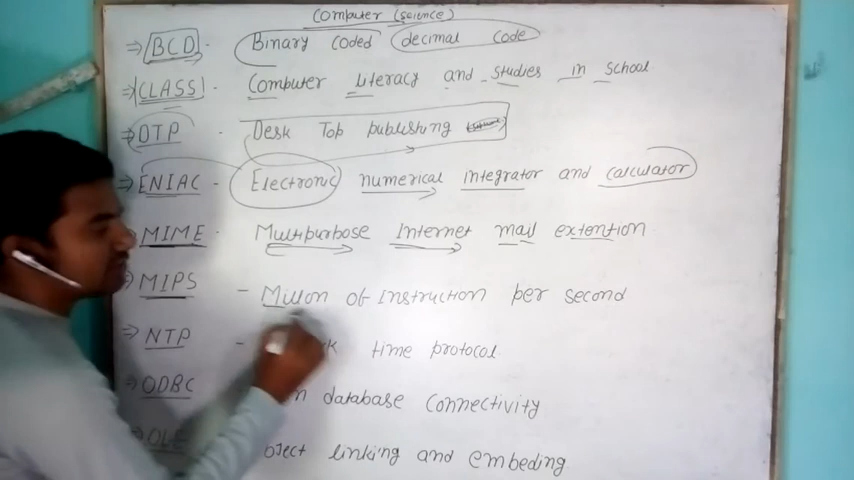 Computer (science)
⇒ BCD - Binary coded decimal code
⇒ CLASS - Computer Literacy and studies in school
⇒ DTP - Desk Top publishing
⇒ ENIAC - Electronic numerical integrator and calculator
⇒ MIME - Multipurbose Internet mail extention
⇒ MIPS - Millon of instruction per second
⇒ NTP - time protocol
⇒ ODBC database connectivity
⇒ OLE object linking and embeding